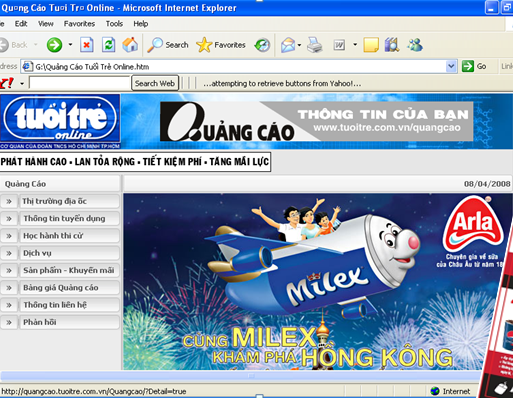 Quảng Cáo Tuổi Trẻ Online - Microsoft Internet Explorer
Edit View Favorites Tools Help
Back Search Favorites
dress G:\Quảng Cáo Tuổi Trẻ Online.htm Go Lin
Y! Search Web ...attempting to retrieve buttons from Yahoo!...
tuổi trẻ
online
CƠ QUAN CỦA ĐOÀN TNCS HỒ CHÍ MINH TP.HCM
QUẢNG CÁO
THÔNG TIN CỦA BẠN
www.tuoitre.com.vn/quangcao
PHÁT HÀNH CAO • LAN TỎA RỘNG • TIẾT KIỆM PHÍ • TĂNG MÃI LỰC
Quảng Cáo
08/04/2008
» Thị trường địa ốc
» Thông tin tuyển dụng
» Học hành thi cử
» Dịch vụ
» Sản phẩm - Khuyến mãi
» Bảng giá Quảng cáo
» Thông tin liên hệ
» Phản hồi
Milex
Arla
Chuyên gia về sữa
của Châu Âu từ năm 18
CÙNG MILEX
KHÁM PHÁ HỒNG KÔNG
http://quangcao.tuoitre.com.vn/Quangcao/?Detail=true Internet